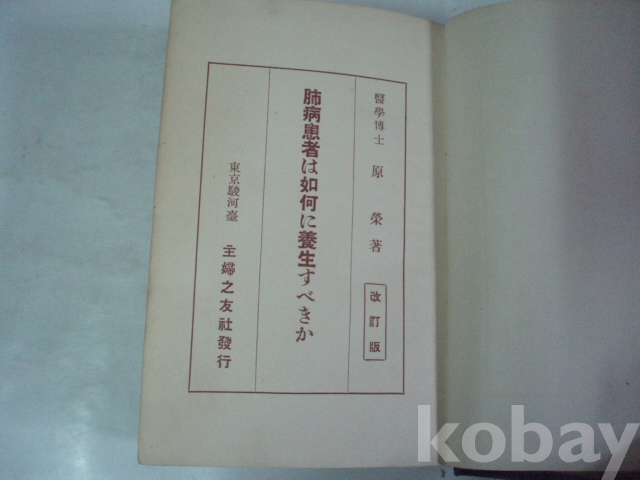 醫學博士 原 榮 著
改訂版
肺病患者は如何に養生すべきか
東京駿河臺 主婦之友社發行
kobay